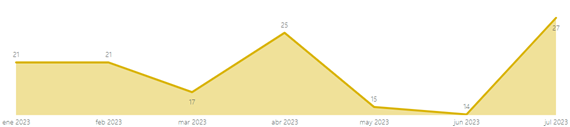 27
25
21
21
17
15
14
ene 2023
feb 2023
mar 2023
abr 2023
may 2023
jun 2023
jul 2023